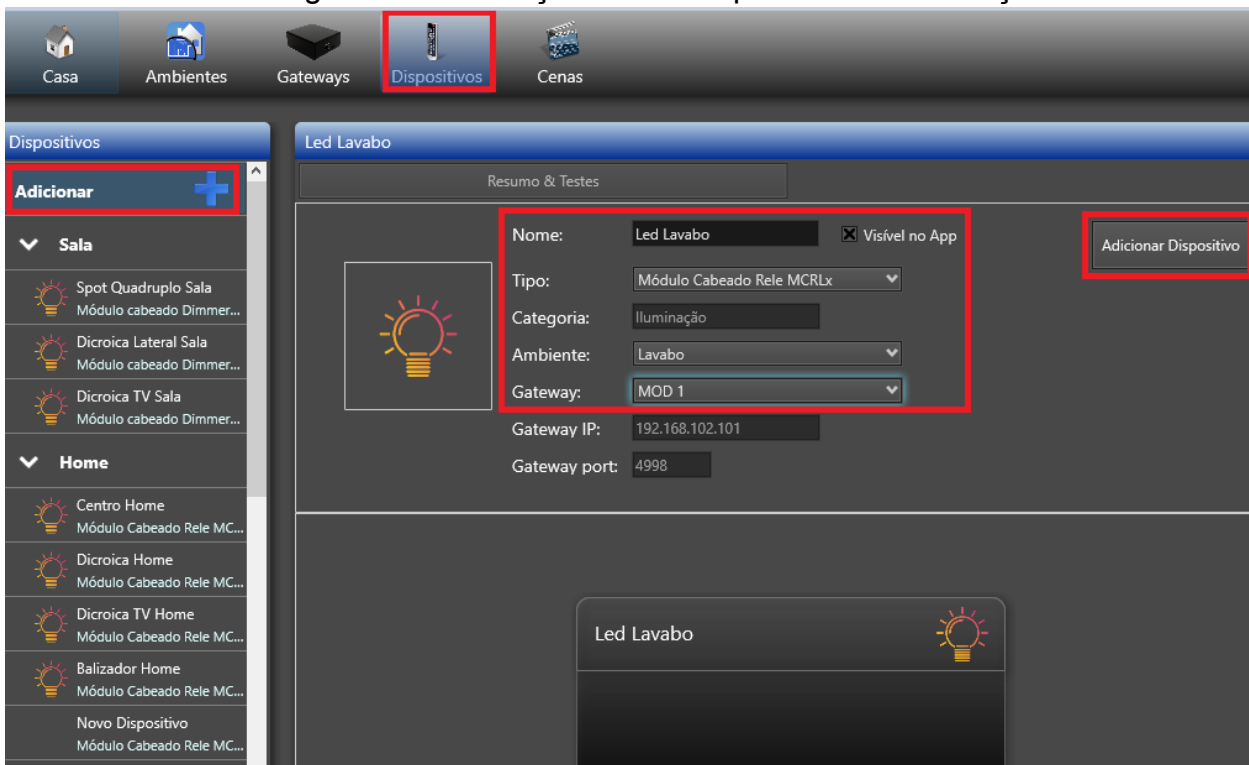 Casa
Ambientes
Gateways
Dispositivos
Cenas
Dispositivos
Adicionar
Sala
Spot Quadruplo Sala
Módulo cabeado Dimmer...
Dicroica Lateral Sala
Módulo cabeado Dimmer...
Dicroica TV Sala
Módulo cabeado Dimmer...
Home
Centro Home
Módulo Cabeado Rele MC...
Dicroica Home
Módulo Cabeado Rele MC...
Dicroica TV Home
Módulo Cabeado Rele MC...
Balizador Home
Módulo Cabeado Rele MC...
Novo Dispositivo
Módulo Cabeado Rele MC...
Led Lavabo
Resumo & Testes
Nome: Led Lavabo Visível no App
Tipo: Módulo Cabeado Rele MCRLx
Categoria: Iluminação
Ambiente: Lavabo
Gateway: MOD 1
Gateway IP: 192.168.102.101
Gateway port: 4998
Adicionar Dispositivo
Led Lavabo